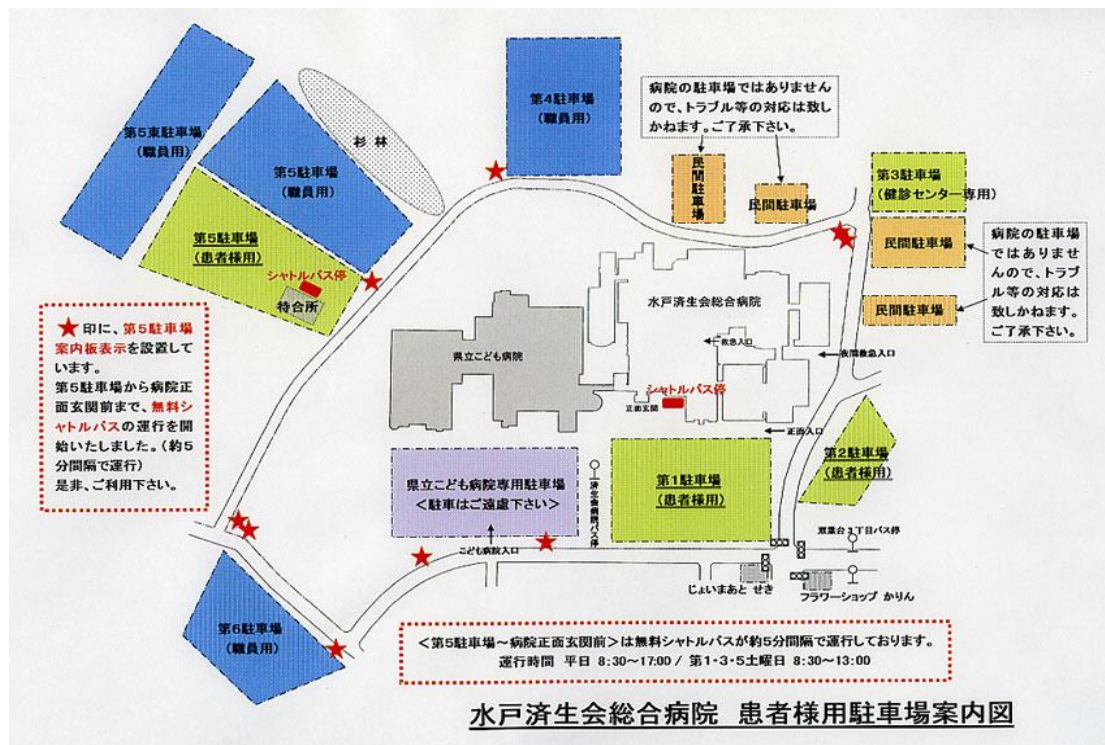 第5東駐車場
(職員用)
第5駐車場
(職員用)
杉林
第4駐車場
(職員用)
病院の駐車場ではありません
ので、トラブル等の対応は致し
かねます。ご了承下さい。
民間駐車場
民間駐車場
第3駐車場
(健診センター専用)
民間駐車場
民間駐車場
病院の駐車場
ではありませ
んので、トラブ
ル等の対応は
致しかねます。
ご了承下さい。
第5駐車場
(患者様用)
シャトルバス停
待合所
★印に、第5駐車場
案内板表示を設置して
います。
第5駐車場から病院正
面玄関前まで、無料シ
ャトルバスの運行を開
始いたしました。(約5
分間隔で運行)
是非、ご利用下さい。
水戸済生会総合病院
県立こども病院
救急入口
夜間救急入口
シャトルバス停
正面玄関
正面入口
県立こども病院専用駐車場
<駐車はご遠慮下さい>
済生会病院バス停
第1駐車場
(患者様用)
第2駐車場
(患者様用)
こども病院入口
双葉台3丁目バス停
じょいまあと せき
フラワーショップ かりん
第6駐車場
(職員用)
<第5駐車場~病院正面玄関前>は無料シャトルバスが約5分間隔で運行しております。
運行時間 平日 8:30~17:00 / 第1・3・5土曜日 8:30~13:00
水戸済生会総合病院 患者様用駐車場案内図